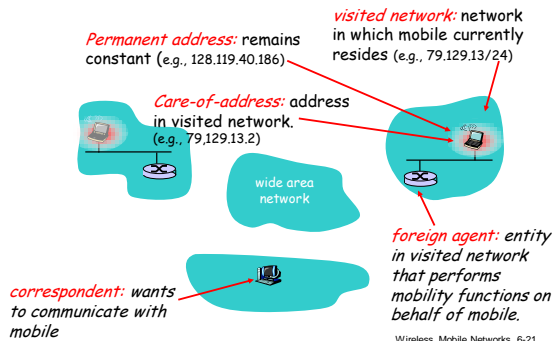 Permanent address: remains
constant (e.g., 128.119.40.186)
visited network: network
in which mobile currently
resides (e.g., 79.129.13/24)
Care-of-address: address
in visited network.
(e.g., 79,129.13.2)
wide area
network
foreign agent: entity
in visited network
that performs
mobility functions on
behalf of mobile.
correspondent: wants
to communicate with
mobile
Wireless, Mobile Networks 6-21